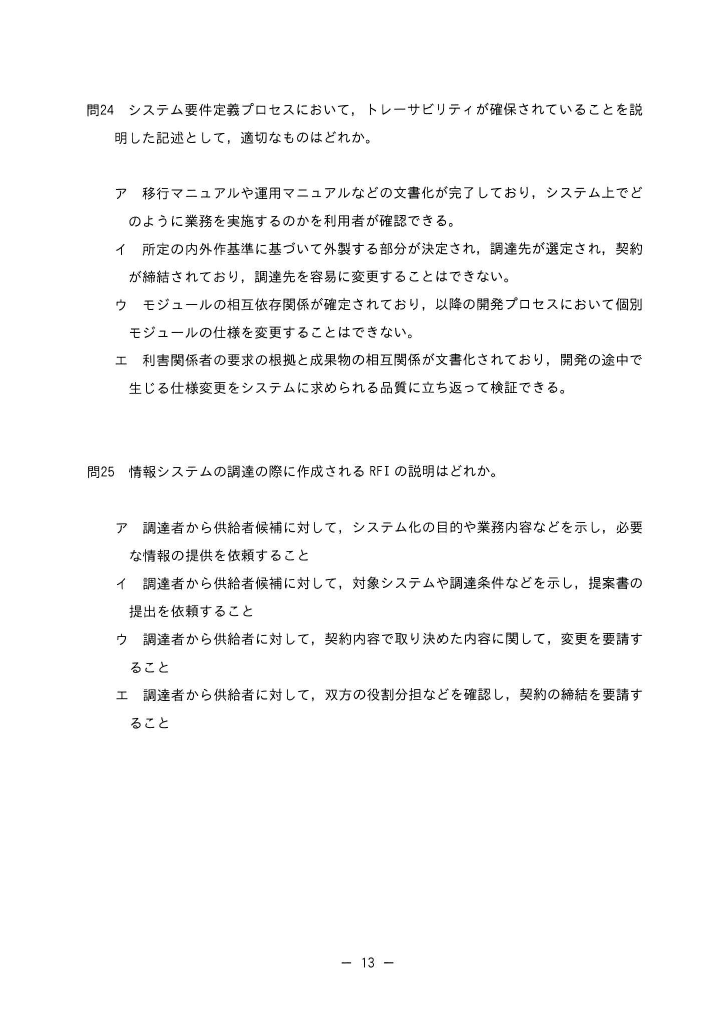 問24 システム要件定義プロセスにおいて，トレーサビリティが確保されていることを説
明した記述として，適切なものはどれか。
ア 移行マニュアルや運用マニュアルなどの文書化が完了しており，システム上でど
のように業務を実施するのかを利用者が確認できる。
イ 所定の内外作基準に基づいて外製する部分が決定され，調達先が選定され，契約
が締結されており，調達先を容易に変更することはできない。
ウ モジュールの相互依存関係が確定されており，以降の開発プロセスにおいて個別
モジュールの仕様を変更することはできない。
エ 利害関係者の要求の根拠と成果物の相互関係が文書化されており，開発の途中で
生じる仕様変更をシステムに求められる品質に立ち返って検証できる。
問25 情報システムの調達の際に作成される RFI の説明はどれか。
ア 調達者から供給者候補に対して，システム化の目的や業務内容などを示し，必要
な情報の提供を依頼すること
イ 調達者から供給者候補に対して，対象システムや調達条件などを示し，提案書の
提出を依頼すること
ウ 調達者から供給者に対して，契約内容で取り決めた内容に関して，変更を要請す
ること
エ 調達者から供給者に対して，双方の役割分担などを確認し，契約の締結を要請す
ること
－ 13 －